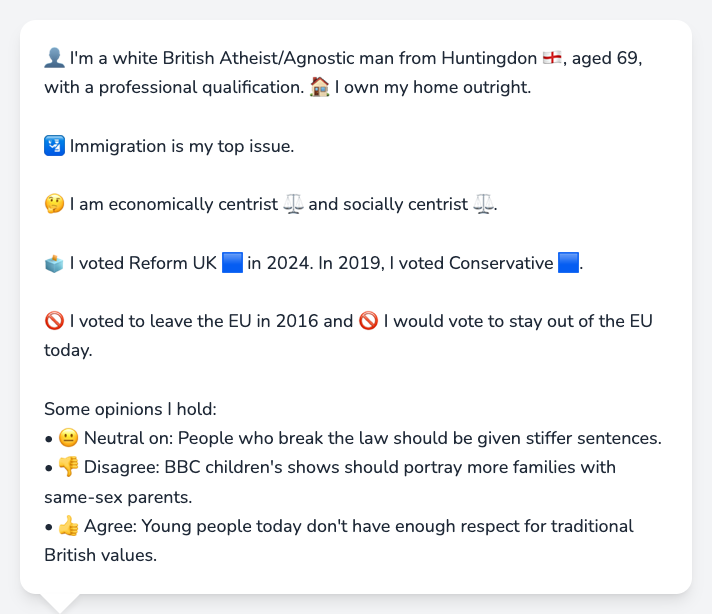 👤 I'm a white British Atheist/Agnostic man from Huntingdon 🏴󠁧󠁢󠁥󠁮󠁧󠁿, aged 69,
with a professional qualification. 🏠 I own my home outright.
🛂 Immigration is my top issue.
🤔 I am economically centrist ⚖️ and socially centrist ⚖️.
🗳️ I voted Reform UK 🟦 in 2024. In 2019, I voted Conservative 🟦.
🚫 I voted to leave the EU in 2016 and 🚫 I would vote to stay out of the EU
today.
Some opinions I hold:
• 😐 Neutral on: People who break the law should be given stiffer sentences.
• 👎 Disagree: BBC children's shows should portray more families with
same-sex parents.
• 👍 Agree: Young people today don't have enough respect for traditional
British values.